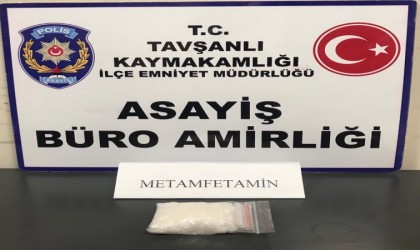 POLİS
T.C.
TAVŞANLI
KAYMAKAMLIĞI
İLÇE EMNİYET MÜDÜRLÜĞÜ
ASAYİŞ
BÜRO AMİRLİĞİ
METAMFETAMİN